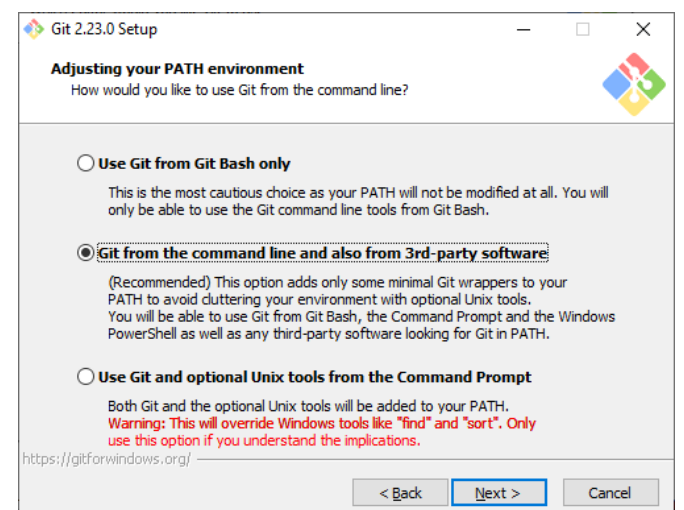 Git 2.23.0 Setup
Adjusting your PATH environment
How would you like to use Git from the command line?
Use Git from Git Bash only
This is the most cautious choice as your PATH will not be modified at all. You will
only be able to use the Git command line tools from Git Bash.
Git from the command line and also from 3rd-party software
(Recommended) This option adds only some minimal Git wrappers to your
PATH to avoid cluttering your environment with optional Unix tools.
You will be able to use Git from Git Bash, the Command Prompt and the Windows
PowerShell as well as any third-party software looking for Git in PATH.
Use Git and optional Unix tools from the Command Prompt
Both Git and the optional Unix tools will be added to your PATH.
Warning: This will override Windows tools like "find" and "sort". Only
use this option if you understand the implications.
https://gitforwindows.org/
< Back Next > Cancel